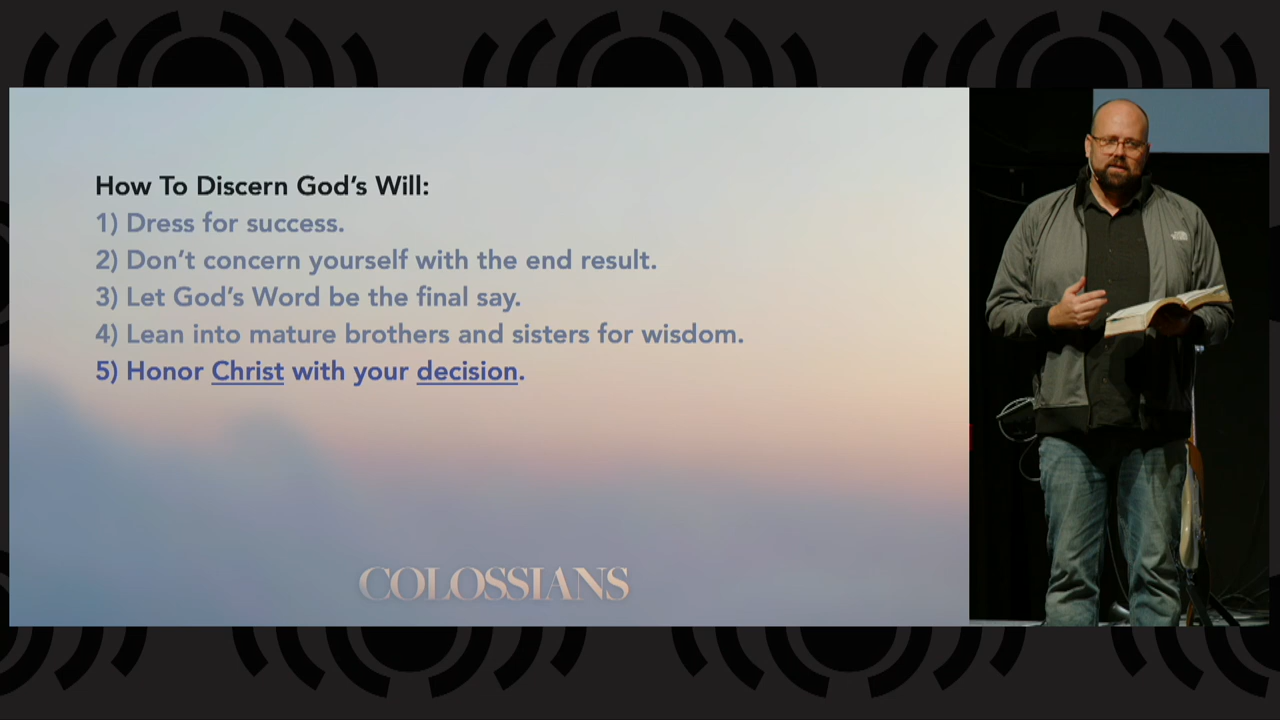 How To Discern God's Will:
1) Dress for success.
2) Don't concern yourself with the end result.
3) Let God's Word be the final say.
4) Lean into mature brothers and sisters for wisdom.
5) Honor Christ with your decision.
COLOSSIANS